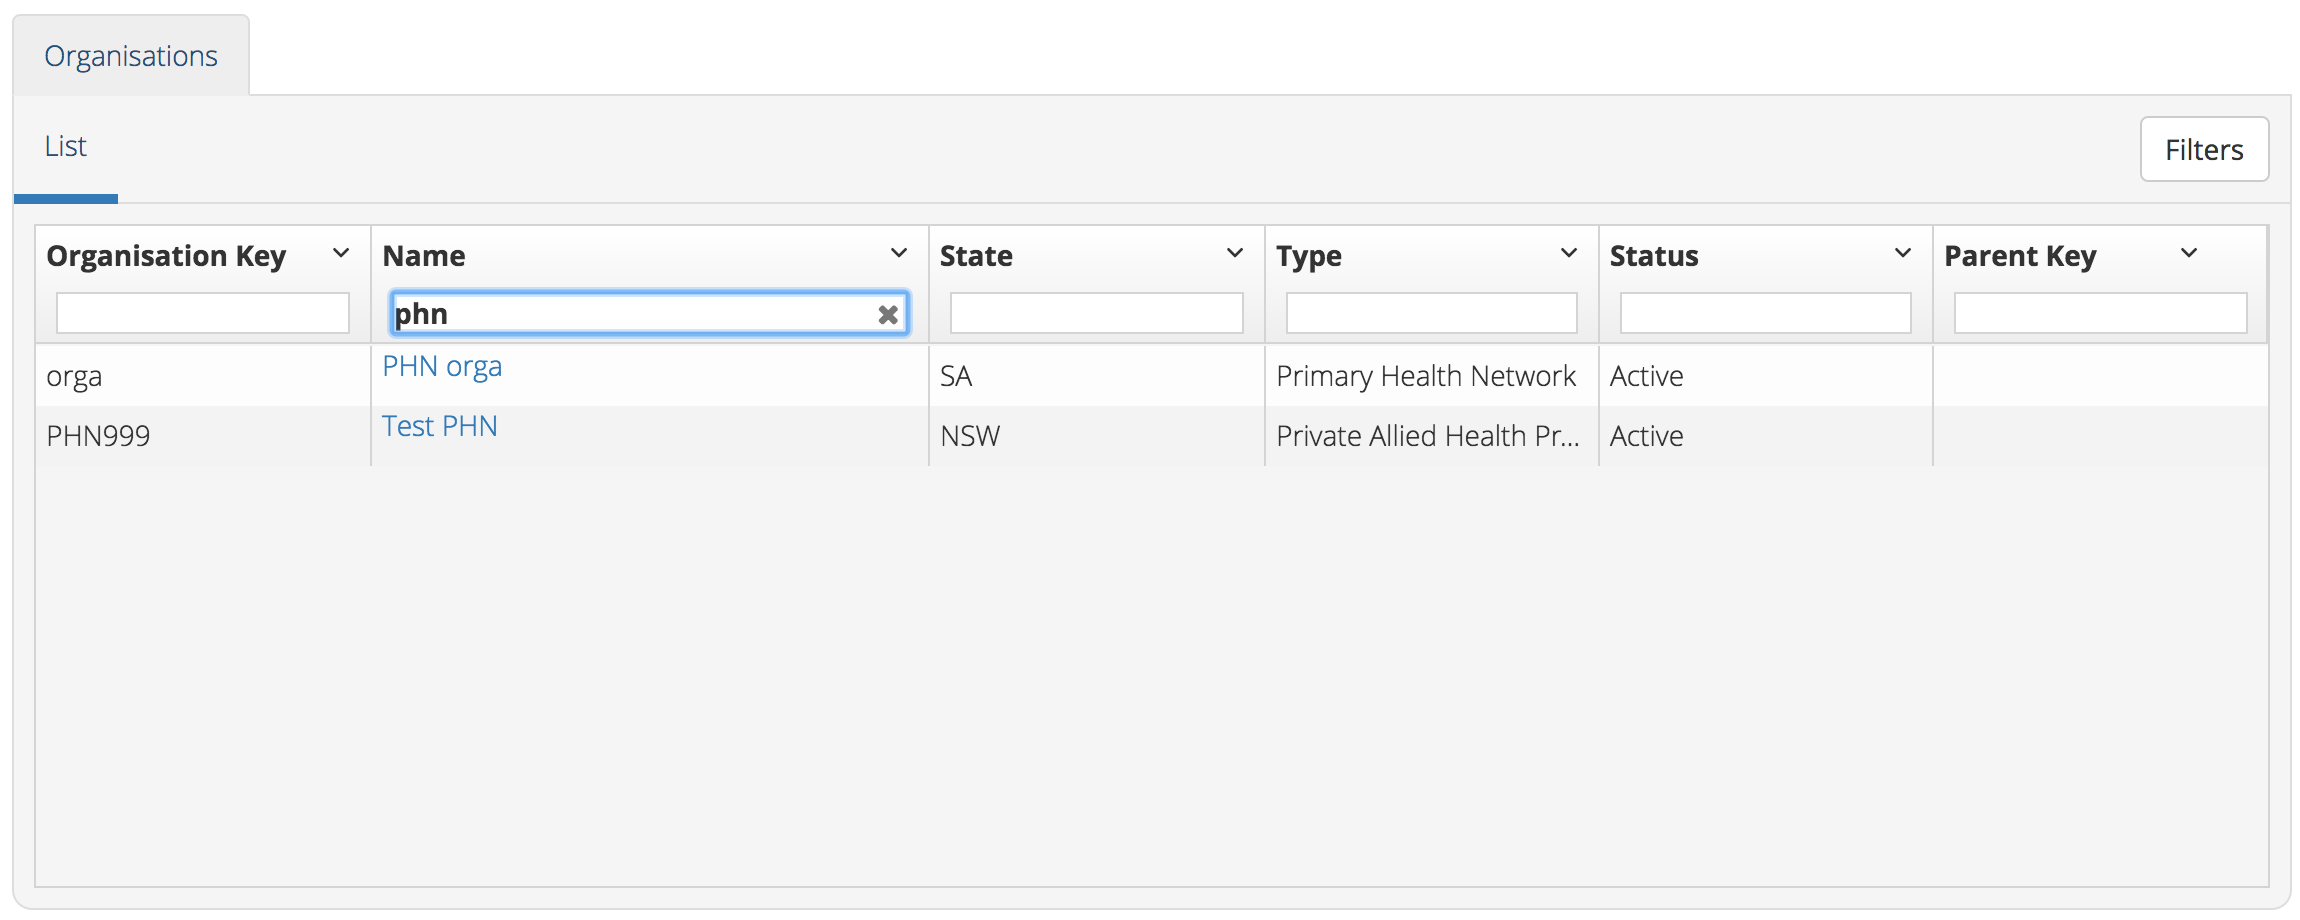 Organisations
List
Filters
Organisation Key Name State Type Status Parent Key
phn
orga PHN orga SA Primary Health Network Active
PHN999 Test PHN NSW Private Allied Health Pr... Active